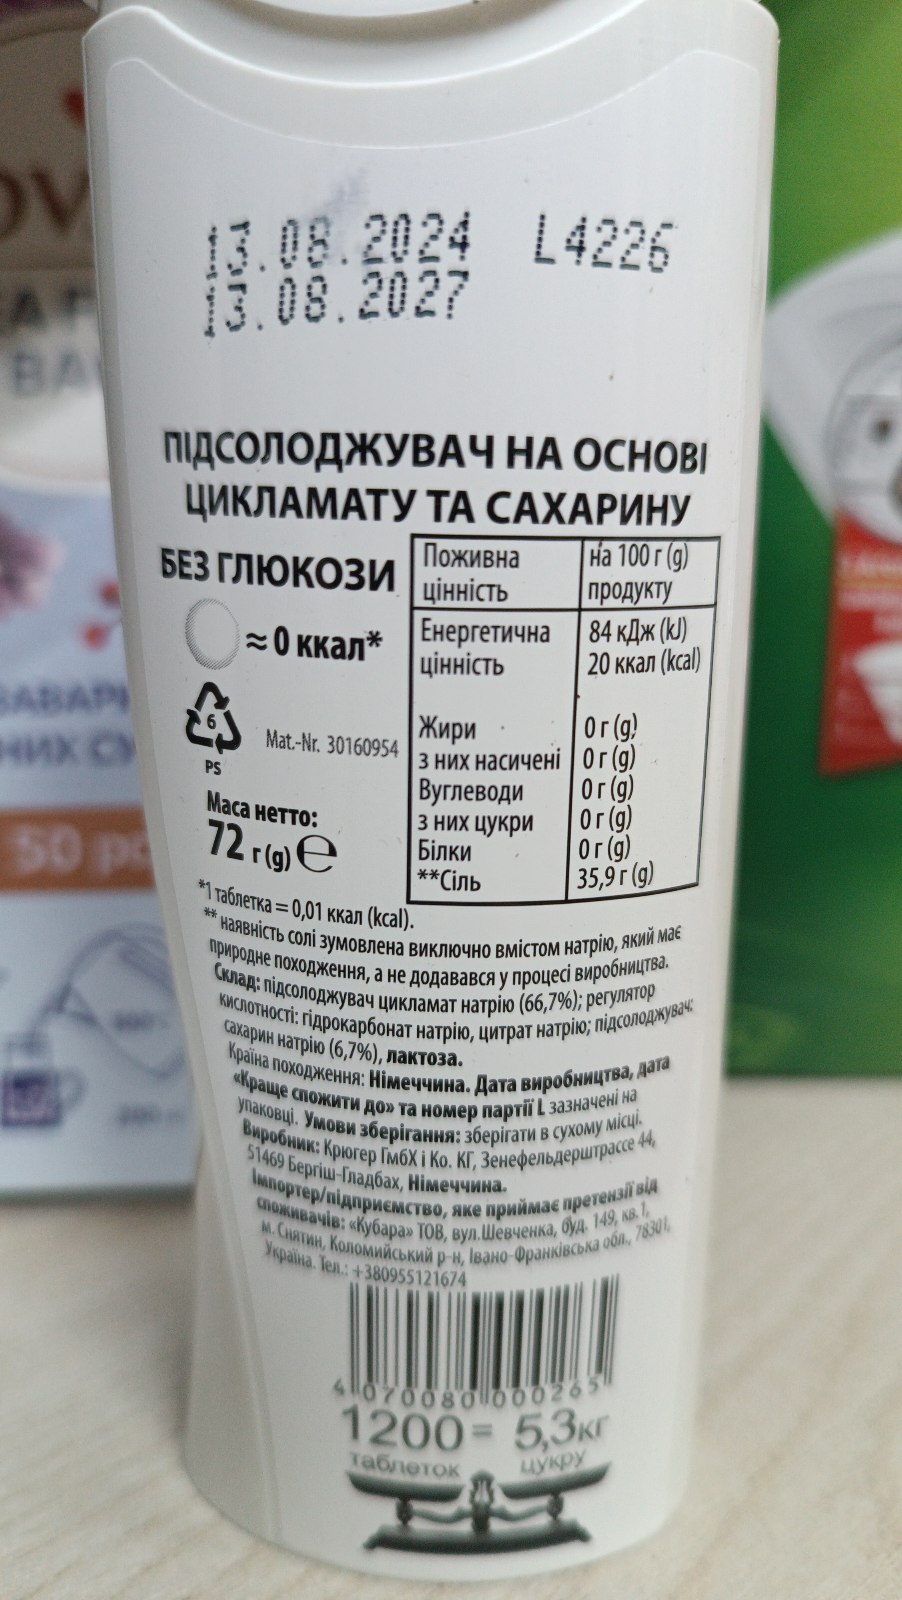 13.08.2024 L4226
13.08.2027
ПІДСОЛОДЖУВАЧ НА ОСНОВІ
ЦИКЛАМАТУ ТА САХАРИНУ
БЕЗ ГЛЮКОЗИ
≈ 0 ккал*
6
PS
Mat.-Nr. 30160954
Маса нетто:
72 г (g) ℮
Поживна цінність на 100 г (g) продукту
Енергетична цінність 84 кДж (kJ) 20 ккал (kcal)
Жири 0 г (g)
з них насичені 0 г (g)
Вуглеводи 0 г (g)
з них цукри 0 г (g)
Білки 0 г (g)
**Сіль 35,9 г (g)
*1 таблетка = 0,01 ккал (kcal).
** наявність солі зумовлена виключно вмістом натрію, який має
природне походження, а не додавався у процесі виробництва.
Склад: підсолоджувач цикламат натрію (66,7%); регулятор
кислотності: гідрокарбонат натрію, цитрат натрію; підсолоджувач:
сахарин натрію (6,7%), лактоза.
Країна походження: Німеччина. Дата виробництва, дата
«Краще спожити до» та номер партії L зазначені на
упаковці. Умови зберігання: зберігати в сухому місці.
Виробник: Крюгер ГмбХ і Ко. КГ, Зенефельдерштрассе 44,
51469 Бергіш-Гладбах, Німеччина.
Імпортер/підприємство, яке приймає претензії від
споживачів: «Кубара» ТОВ, вул.Шевченка, буд. 149, кв.1,
м. Снятин, Коломийський р-н, Івано-Франківська обл., 78301,
Україна. Тел.: +380955121674
4 070080 000265
1200 = 5,3кг
таблеток цукру
50